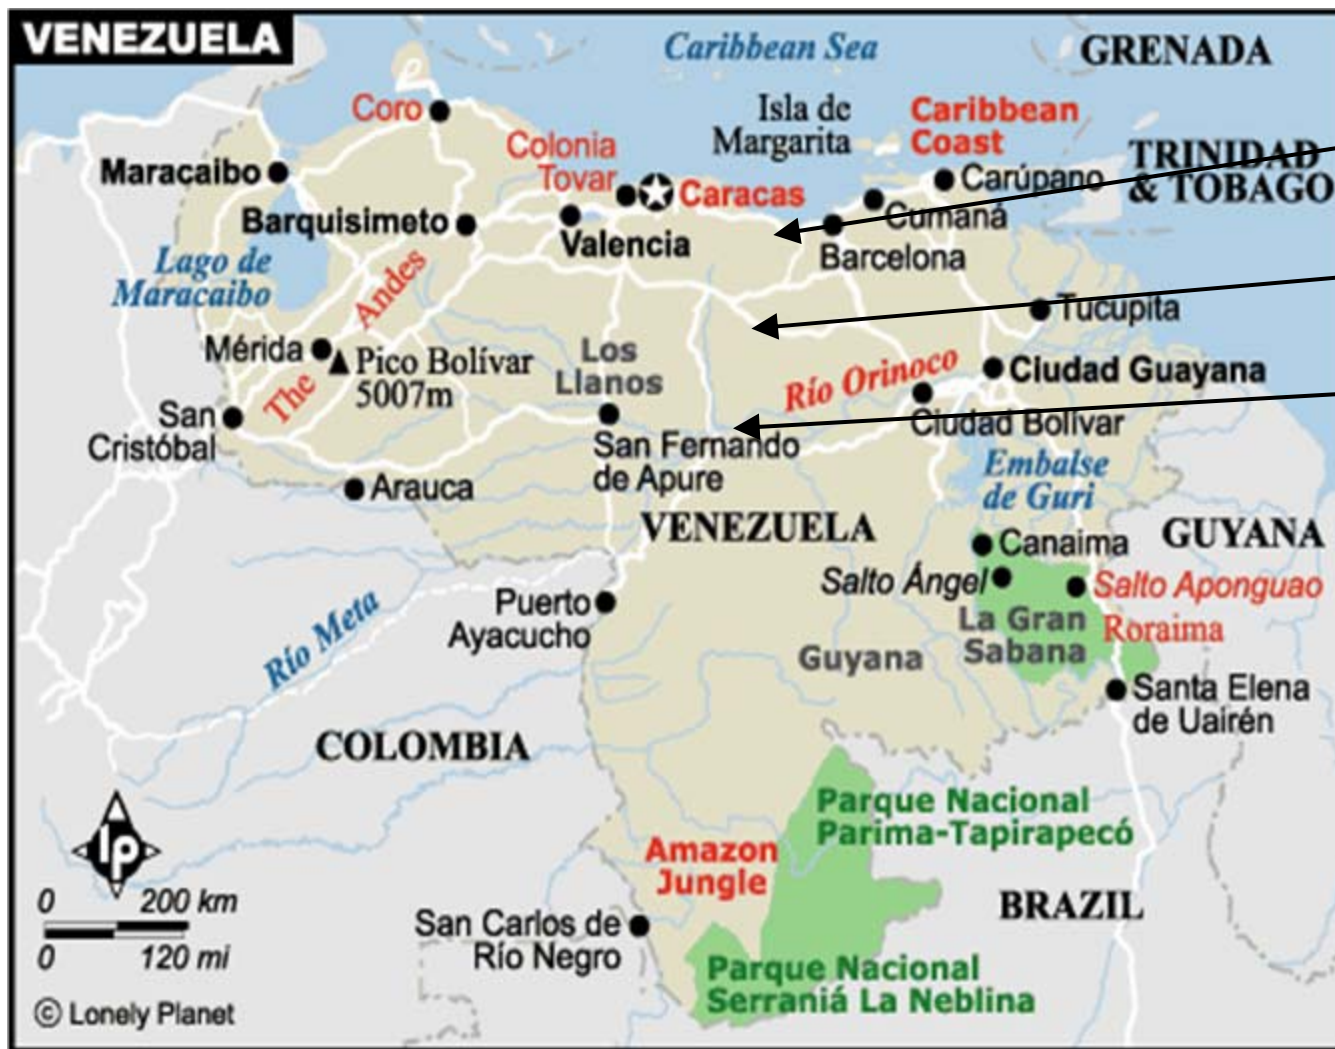 VENEZUELA
Caribbean Sea
GRENADA
Coro
Isla de
Margarita
Caribbean
Coast
Colonia
Tovar
Maracaibo
Caracas
Carúpano
TRINIDAD
& TOBAGO
Barquisimeto
Valencia
Cumaná
Barcelona
Lago de
Maracaibo
The Andes
Tucupita
Mérida
Pico Bolívar
5007m
Los
Llanos
Río Orinoco
Ciudad Guayana
San
Cristóbal
San Fernando
de Apure
Ciudad Bolívar
Arauca
Embalse
de Guri
VENEZUELA
GUYANA
Canaima
Salto Ángel
Salto Aponguao
Puerto
Ayacucho
Río Meta
La Gran
Sabana
Roraima
Guyana
Santa Elena
de Uairén
COLOMBIA
Parque Nacional
Parima-Tapirapecó
Amazon
Jungle
lp
BRAZIL
0 200 km
0 120 mi
San Carlos de
Río Negro
Parque Nacional
Serraniá La Neblina
© Lonely Planet